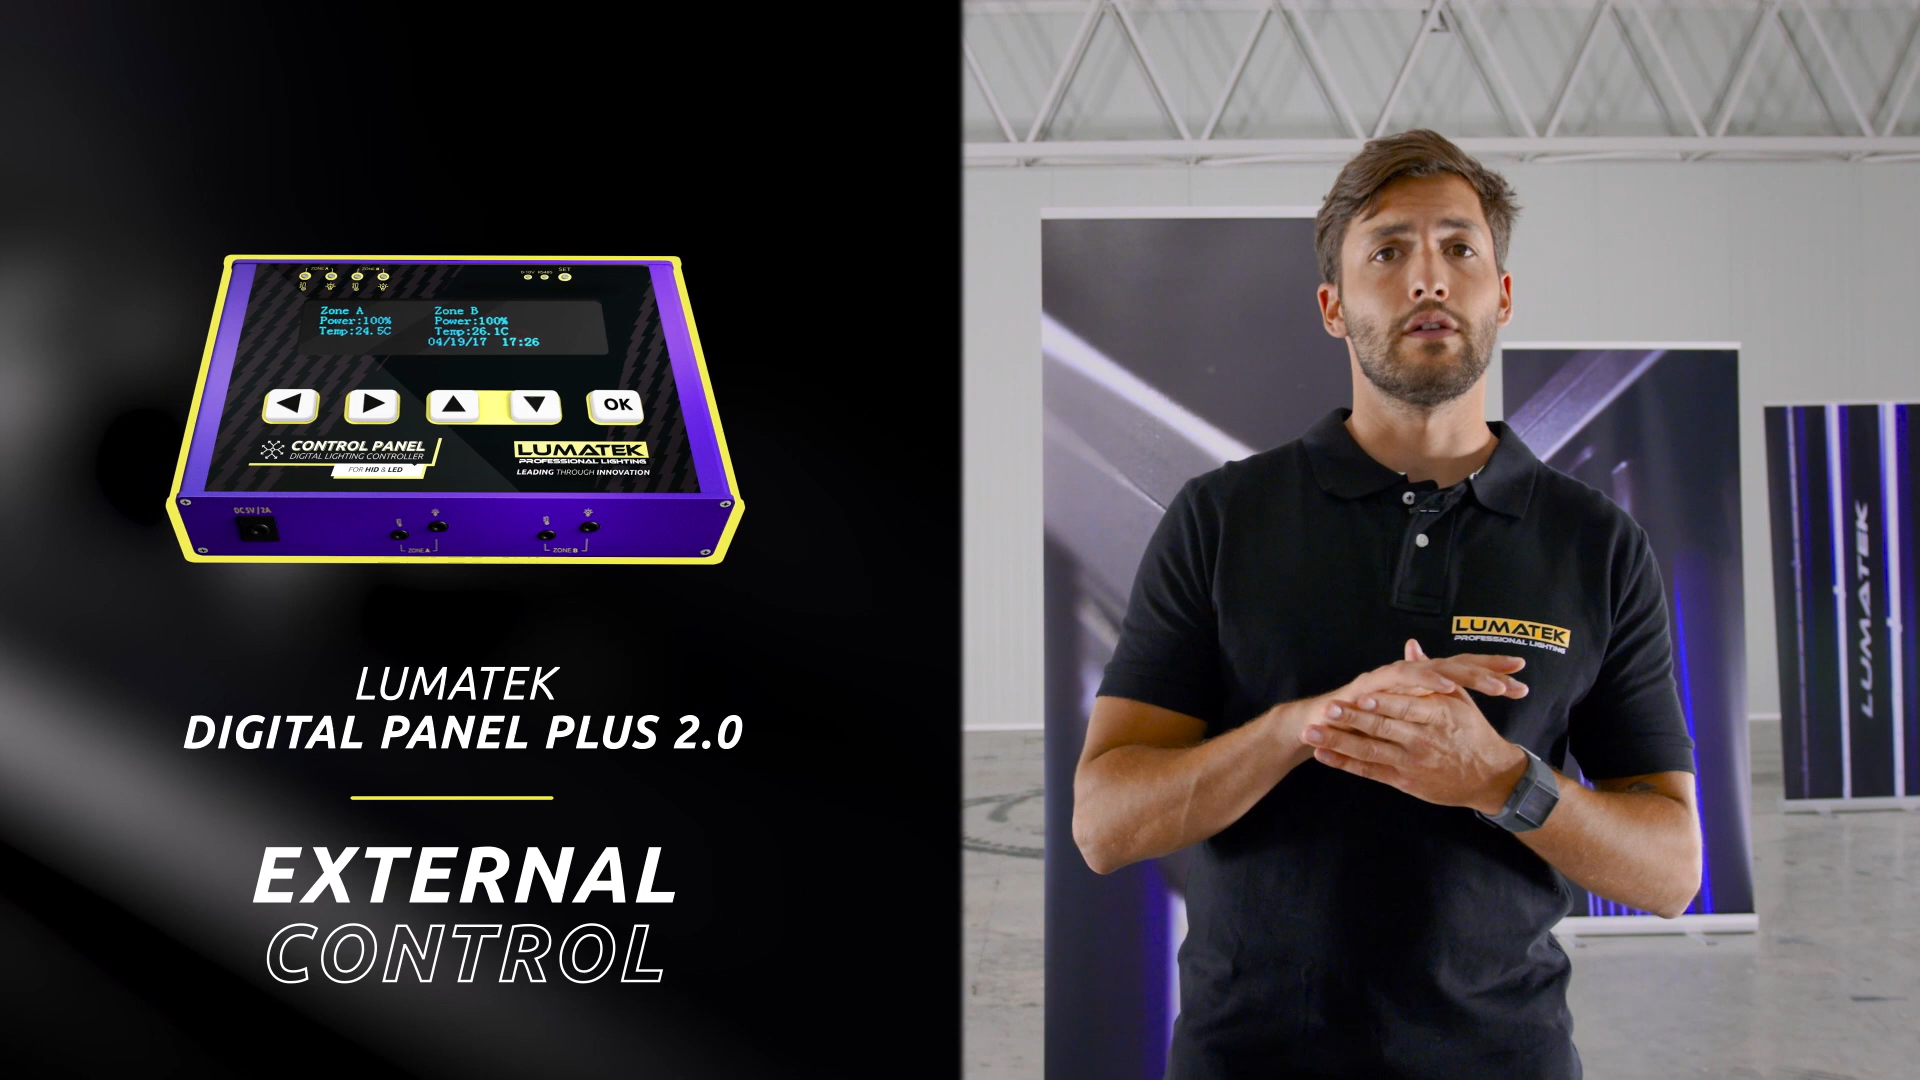 ZONE A ZONE B
0-10V RS485 SET
Zone A Zone B
Power:100% Power:100%
Temp:24.5C Temp:26.1C
04/19/17 17:26
OK
CONTROL PANEL
DIGITAL LIGHTING CONTROLLER
FOR HID & LED
LUMATEK
PROFESSIONAL LIGHTING
LEADING THROUGH INNOVATION
DC 5V / 2A
ZONE A
ZONE B
LUMATEK
DIGITAL PANEL PLUS 2.0
EXTERNAL
CONTROL
LUMATEK
PROFESSIONAL LIGHTING
LUMATEK